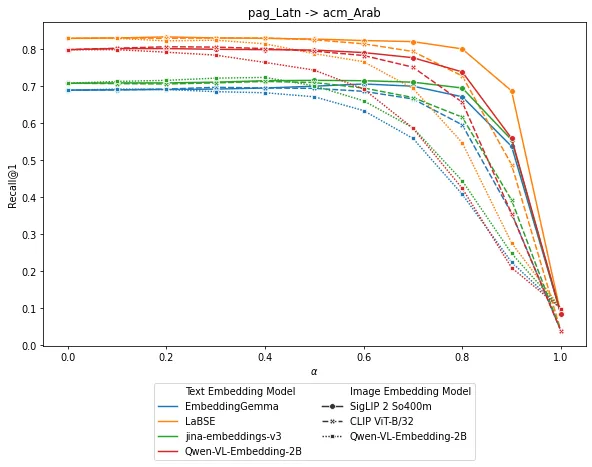 pag_Latn -> acm_Arab
Recall@1
0.8
0.7
0.6
0.5
0.4
0.3
0.2
0.1
0.0
0.0 0.2 0.4 0.6 0.8 1.0
α
Text Embedding Model Image Embedding Model
EmbeddingGemma SigLIP 2 So400m
LaBSE CLIP ViT-B/32
jina-embeddings-v3 Qwen-VL-Embedding-2B
Qwen-VL-Embedding-2B